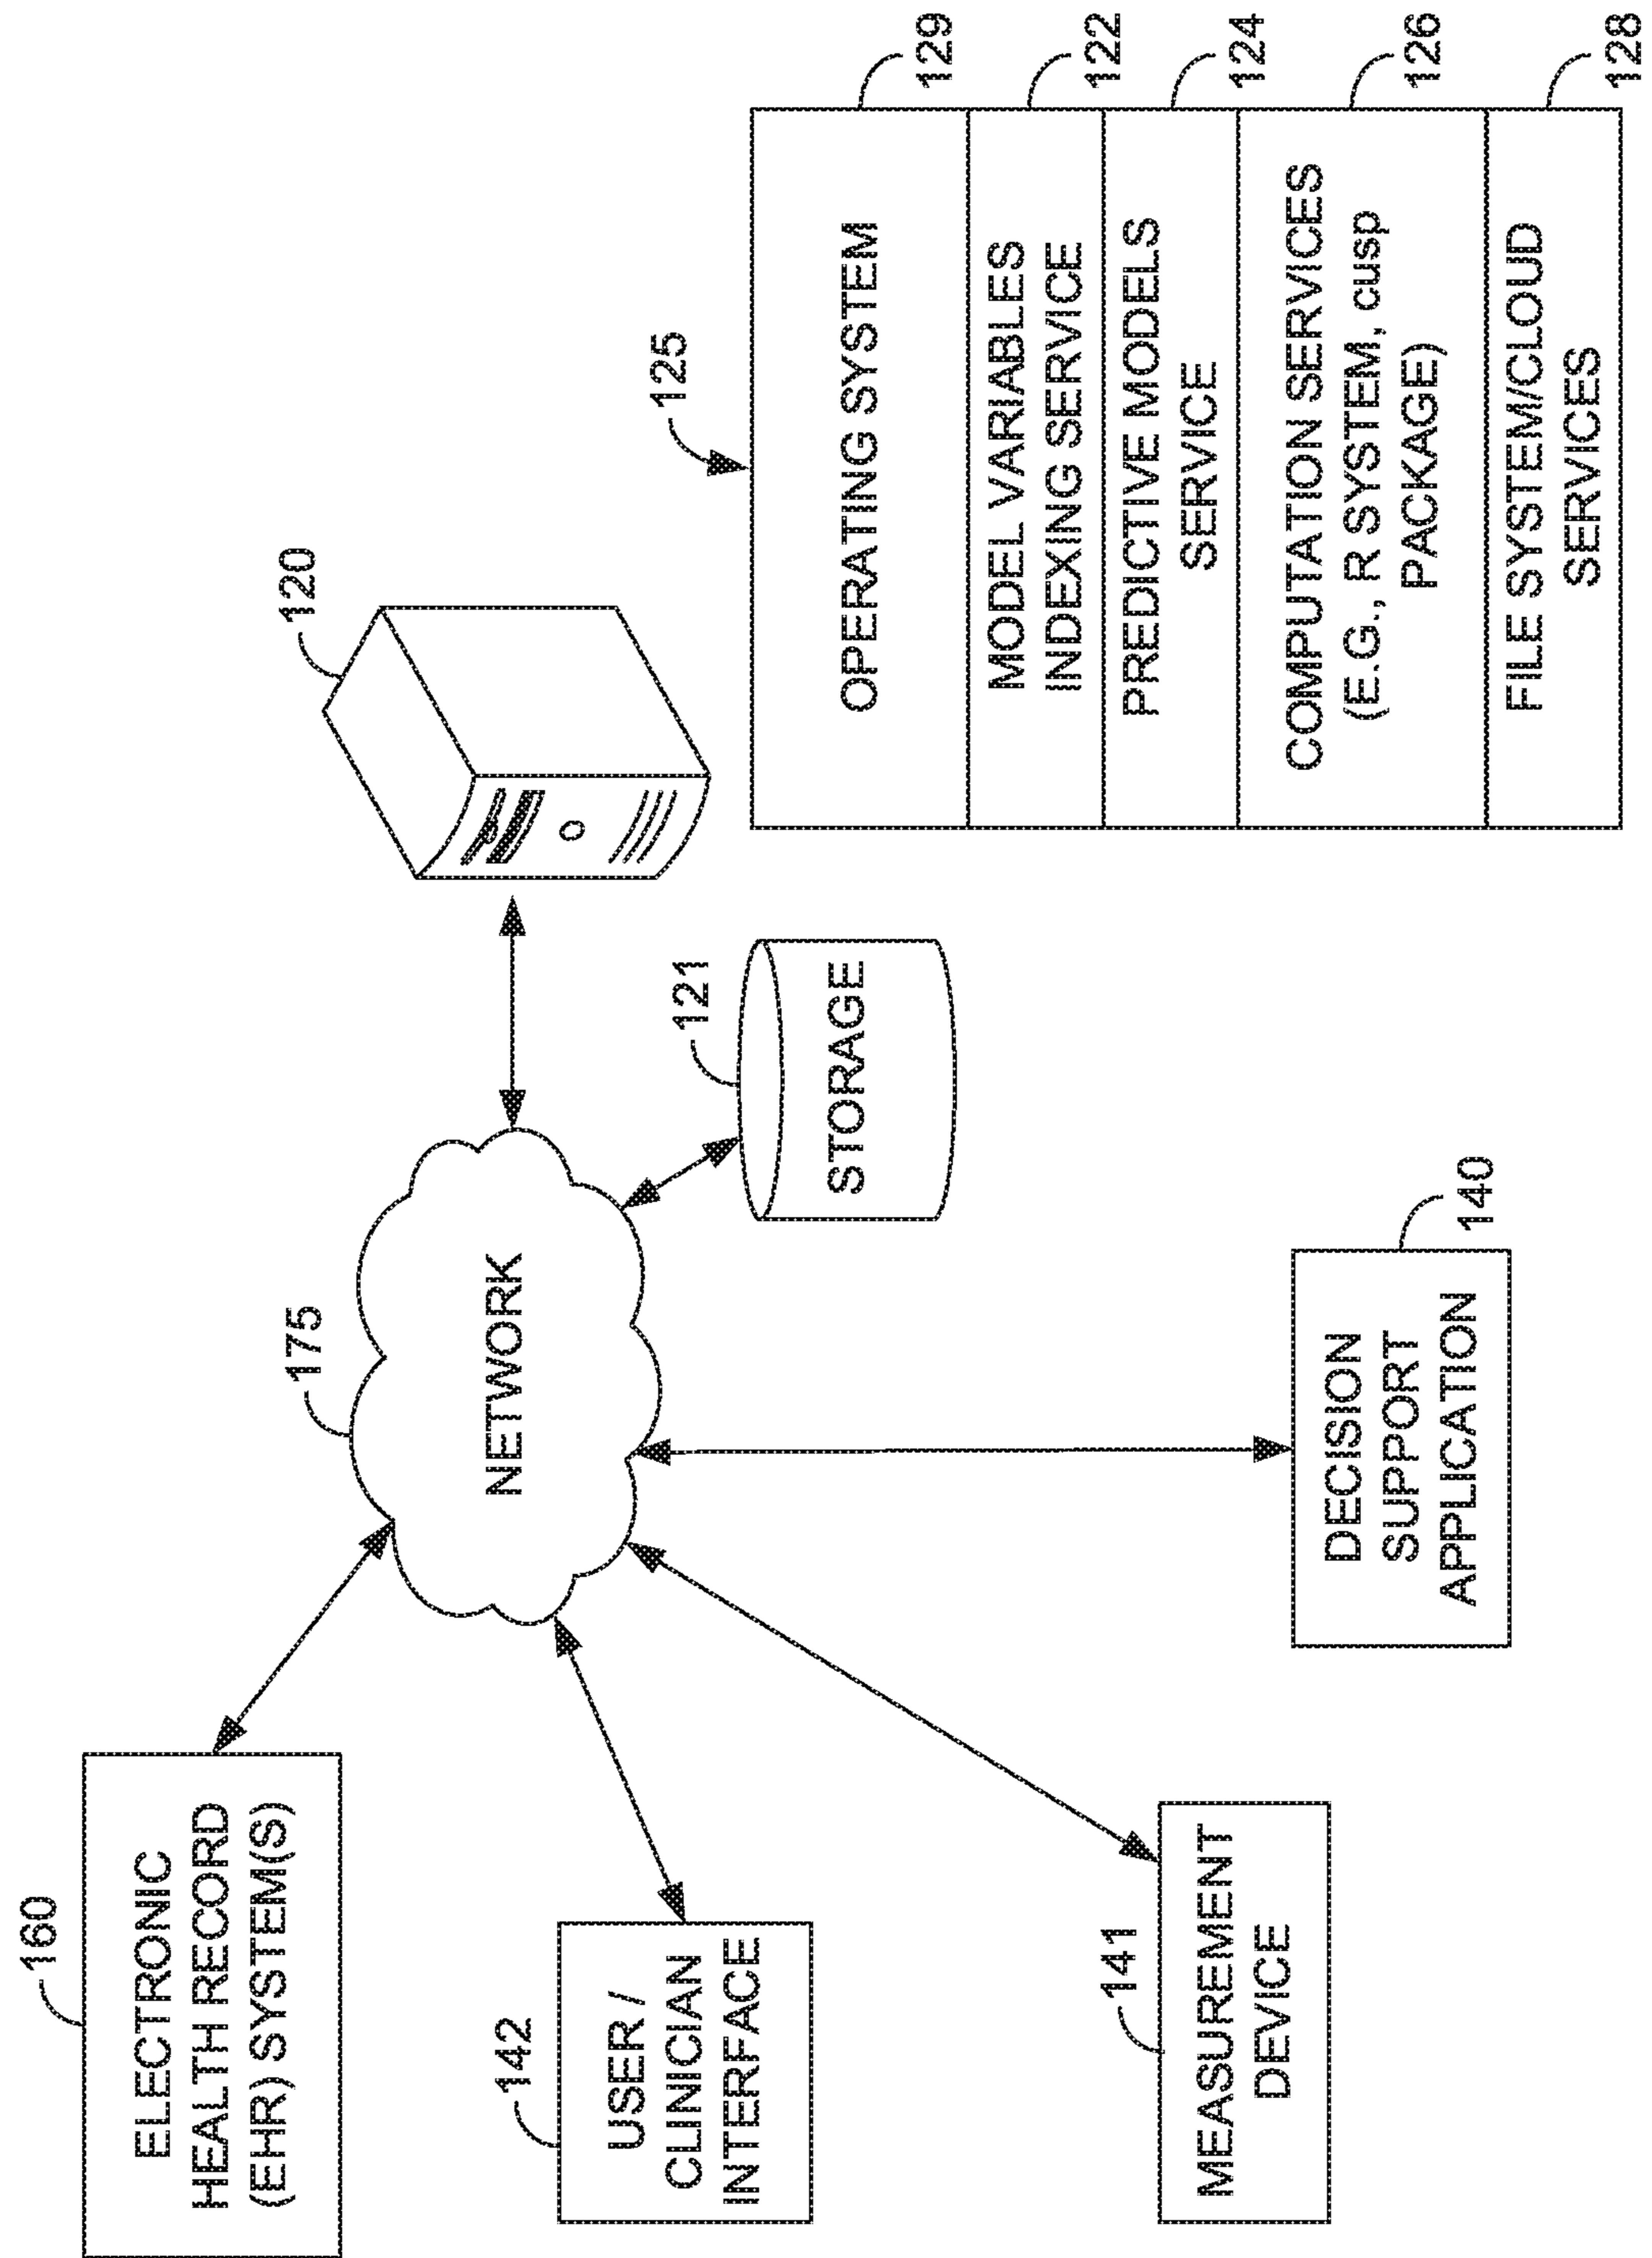 160
ELECTRONIC
HEALTH RECORD
(EHR) SYSTEM(S)
142
USER /
CLINICIAN
INTERFACE
141
MEASUREMENT
DEVICE
175
NETWORK
140
DECISION
SUPPORT
APPLICATION
121
STORAGE
120
125
OPERATING SYSTEM
129
MODEL VARIABLES
INDEXING SERVICE
122
PREDICTIVE MODELS
SERVICE
124
COMPUTATION SERVICES
(E.G., R SYSTEM, cusp
PACKAGE)
126
FILE SYSTEM/CLOUD
SERVICES
128